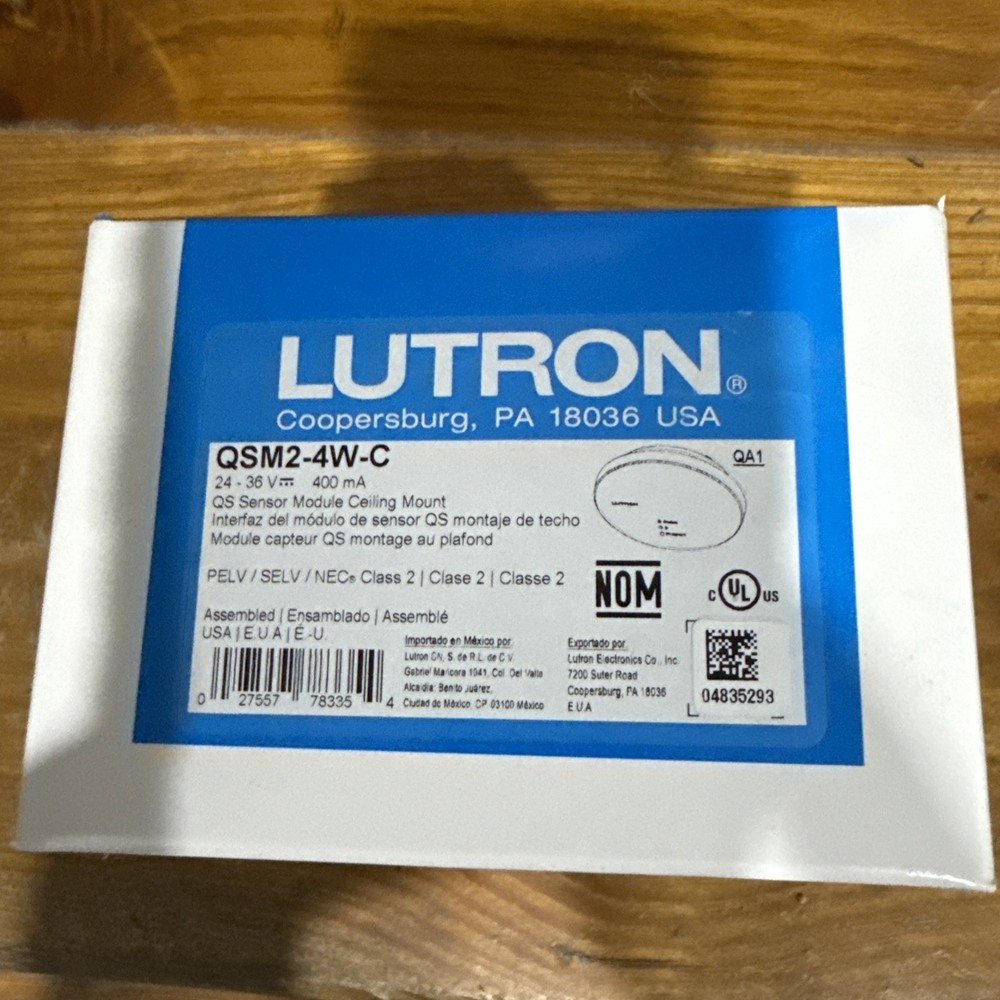 LUTRON®
Coopersburg, PA 18036 USA
QSM2-4W-C
QA1
24 - 36 V⎓ 400 mA
QS Sensor Module Ceiling Mount
Interfaz del módulo de sensor QS montaje de techo
Module capteur QS montage au plafond
LUTRON
PELV / SELV / NEC® Class 2 | Clase 2 | Classe 2
NOM
C UL US
Assembled | Ensamblado | Assemblé
USA | E.U.A | É.-U.
0 27557 78335 4
Importado en México por:
Lutron CN, S. de R.L. de C.V.
Gabriel Mancera 1041, Col. Del Valle
Alcaldía: Benito Juárez,
Ciudad de México, CP. 03100 México
Exportado por:
Lutron Electronics Co., Inc.
7200 Suter Road
Coopersburg, PA 18036
E.U.A
04835293